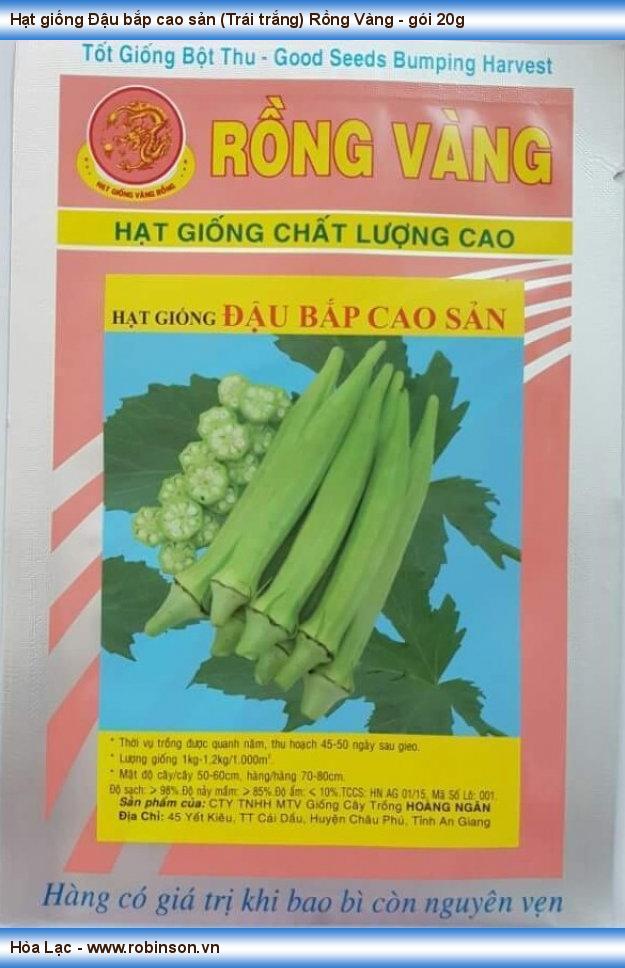 Hạt giống Đậu bắp cao sản (Trái trắng) Rồng Vàng - gói 20g
Tốt Giống Bột Thu - Good Seeds Bumping Harvest
HẠT GIỐNG VÀNG RỒNG
RỒNG VÀNG
HẠT GIỐNG CHẤT LƯỢNG CAO
HẠT GIỐNG ĐẬU BẮP CAO SẢN
* Thời vụ trồng được quanh năm, thu hoạch 45-50 ngày sau gieo.
* Lượng giống 1kg-1,2kg/1.000m².
* Mật độ cây/cây 50-60cm, hàng/hàng 70-80cm.
Độ sạch: > 98%.Độ nảy mầm: > 85%.Độ ẩm: < 10%.TCCS: HN AG 01/15, Mã Số Lô: 001.
Sản phẩm của: CTY TNHH MTV Giống Cây Trồng HOÀNG NGÂN
Địa Chỉ: 45 Yết Kiêu, TT Cái Dầu, Huyện Châu Phú, Tỉnh An Giang
Hàng có giá trị khi bao bì còn nguyên vẹn
Hòa Lạc - www.robinson.vn